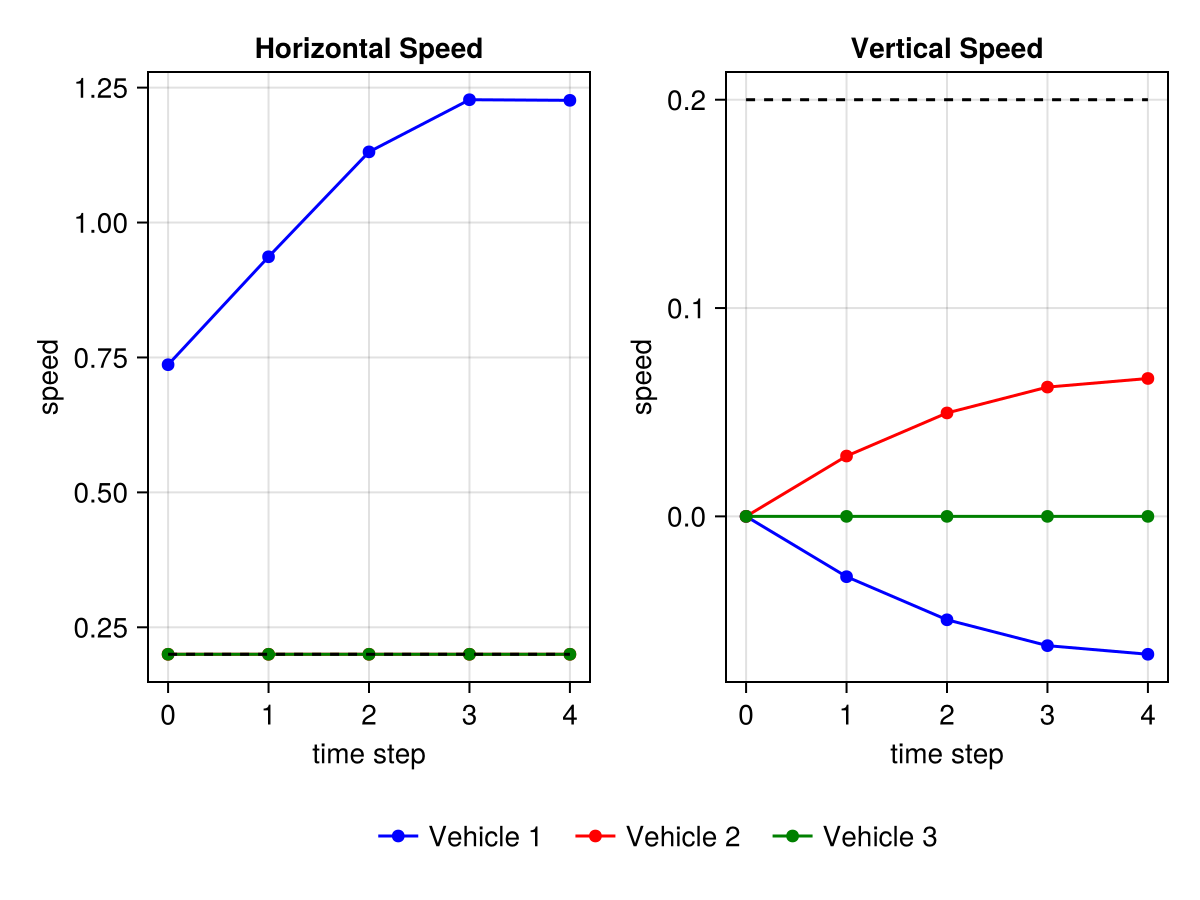 Horizontal Speed
1.25
1.00
0.75
0.50
0.25
speed
0 1 2 3 4
time step
Vertical Speed
0.2
0.1
0.0
speed
0 1 2 3 4
time step
Vehicle 1 Vehicle 2 Vehicle 3